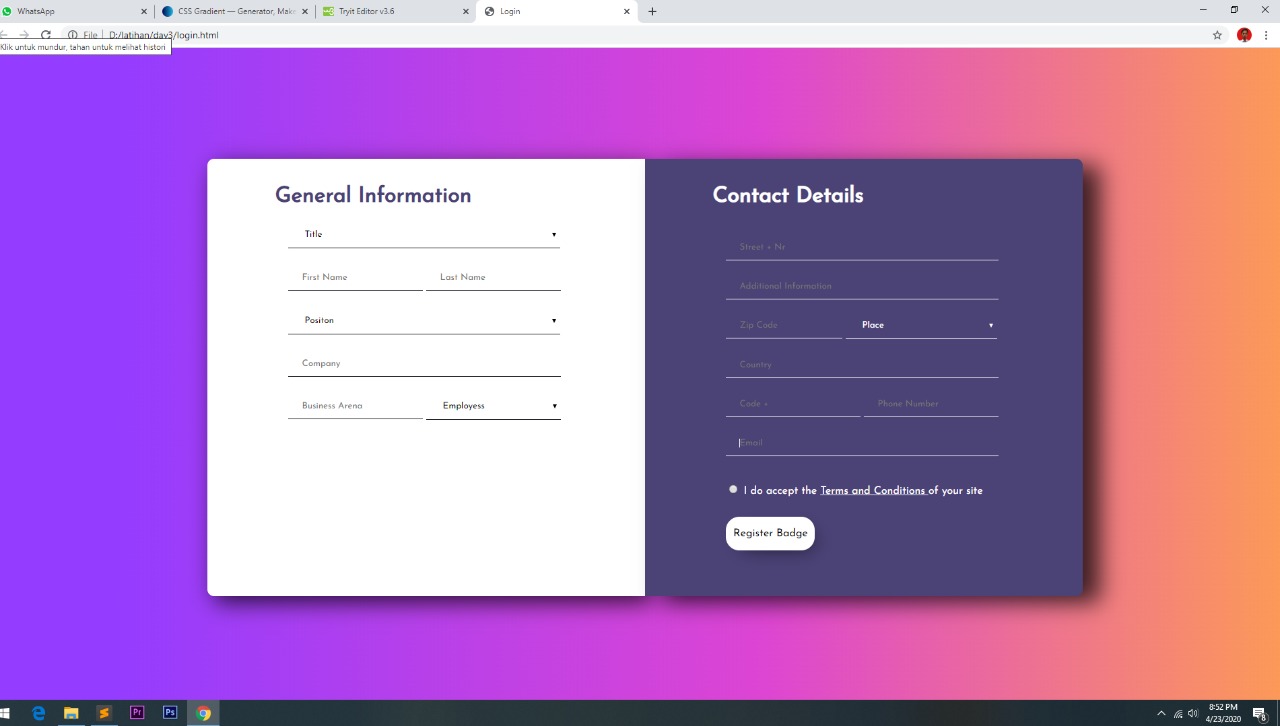 WhatsApp
CSS Gradient — Generator, Make
Tryit Editor v3.6
Login
File
D:/latihan/day3/login.html
Klik untuk mundur, tahan untuk melihat histori
General Information
Title
First Name Last Name
Positon
Company
Business Arena Employess
Contact Details
Street + Nr
Additional Information
Zip Code Place
Country
Code + Phone Number
Email
I do accept the Terms and Conditions of your site
Register Badge
8:52 PM
4/23/2020